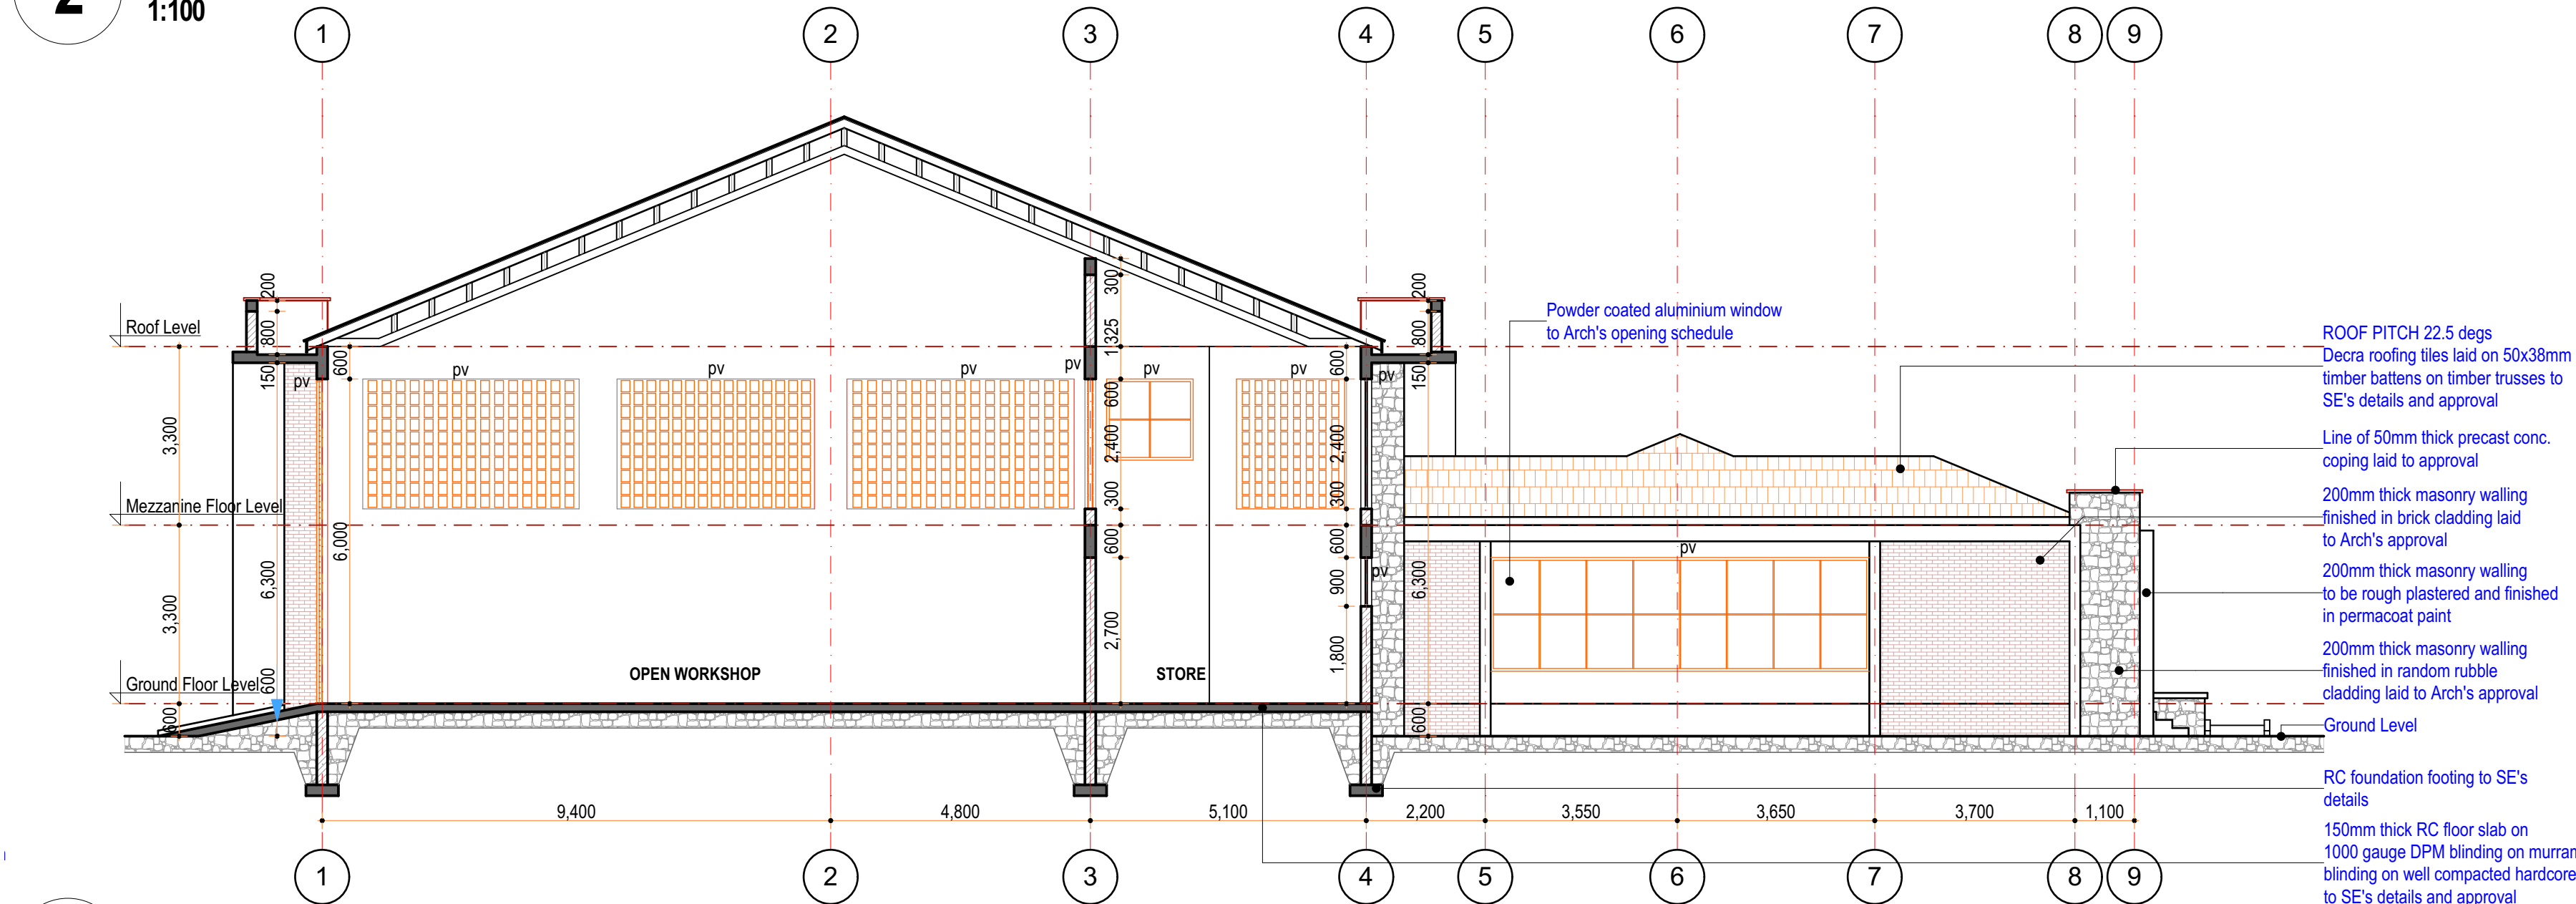 2
1:100
1
2
3
4
5
6
7
8
9
200
800
150
600
300
1,325
600
2,400
300
600
2,700
600
2,400
300
600
900
1,800
200
800
150
6,300
600
Roof Level
3,300
Mezzanine Floor Level
3,300
6,300
6,000
Ground Floor Level
600
600
pv
pv
pv
pv
pv
pv
pv
pv
pv
pv
OPEN WORKSHOP
STORE
Powder coated aluminium window
to Arch's opening schedule
ROOF PITCH 22.5 degs
Decra roofing tiles laid on 50x38mm
timber battens on timber trusses to
SE's details and approval
Line of 50mm thick precast conc.
coping laid to approval
200mm thick masonry walling
finished in brick cladding laid
to Arch's approval
200mm thick masonry walling
to be rough plastered and finished
in permacoat paint
200mm thick masonry walling
finished in random rubble
cladding laid to Arch's approval
Ground Level
RC foundation footing to SE's
details
150mm thick RC floor slab on
1000 gauge DPM blinding on murram
blinding on well compacted hardcore
to SE's details and approval
9,400
4,800
5,100
2,200
3,550
3,650
3,700
1,100
1
2
3
4
5
6
7
8
9